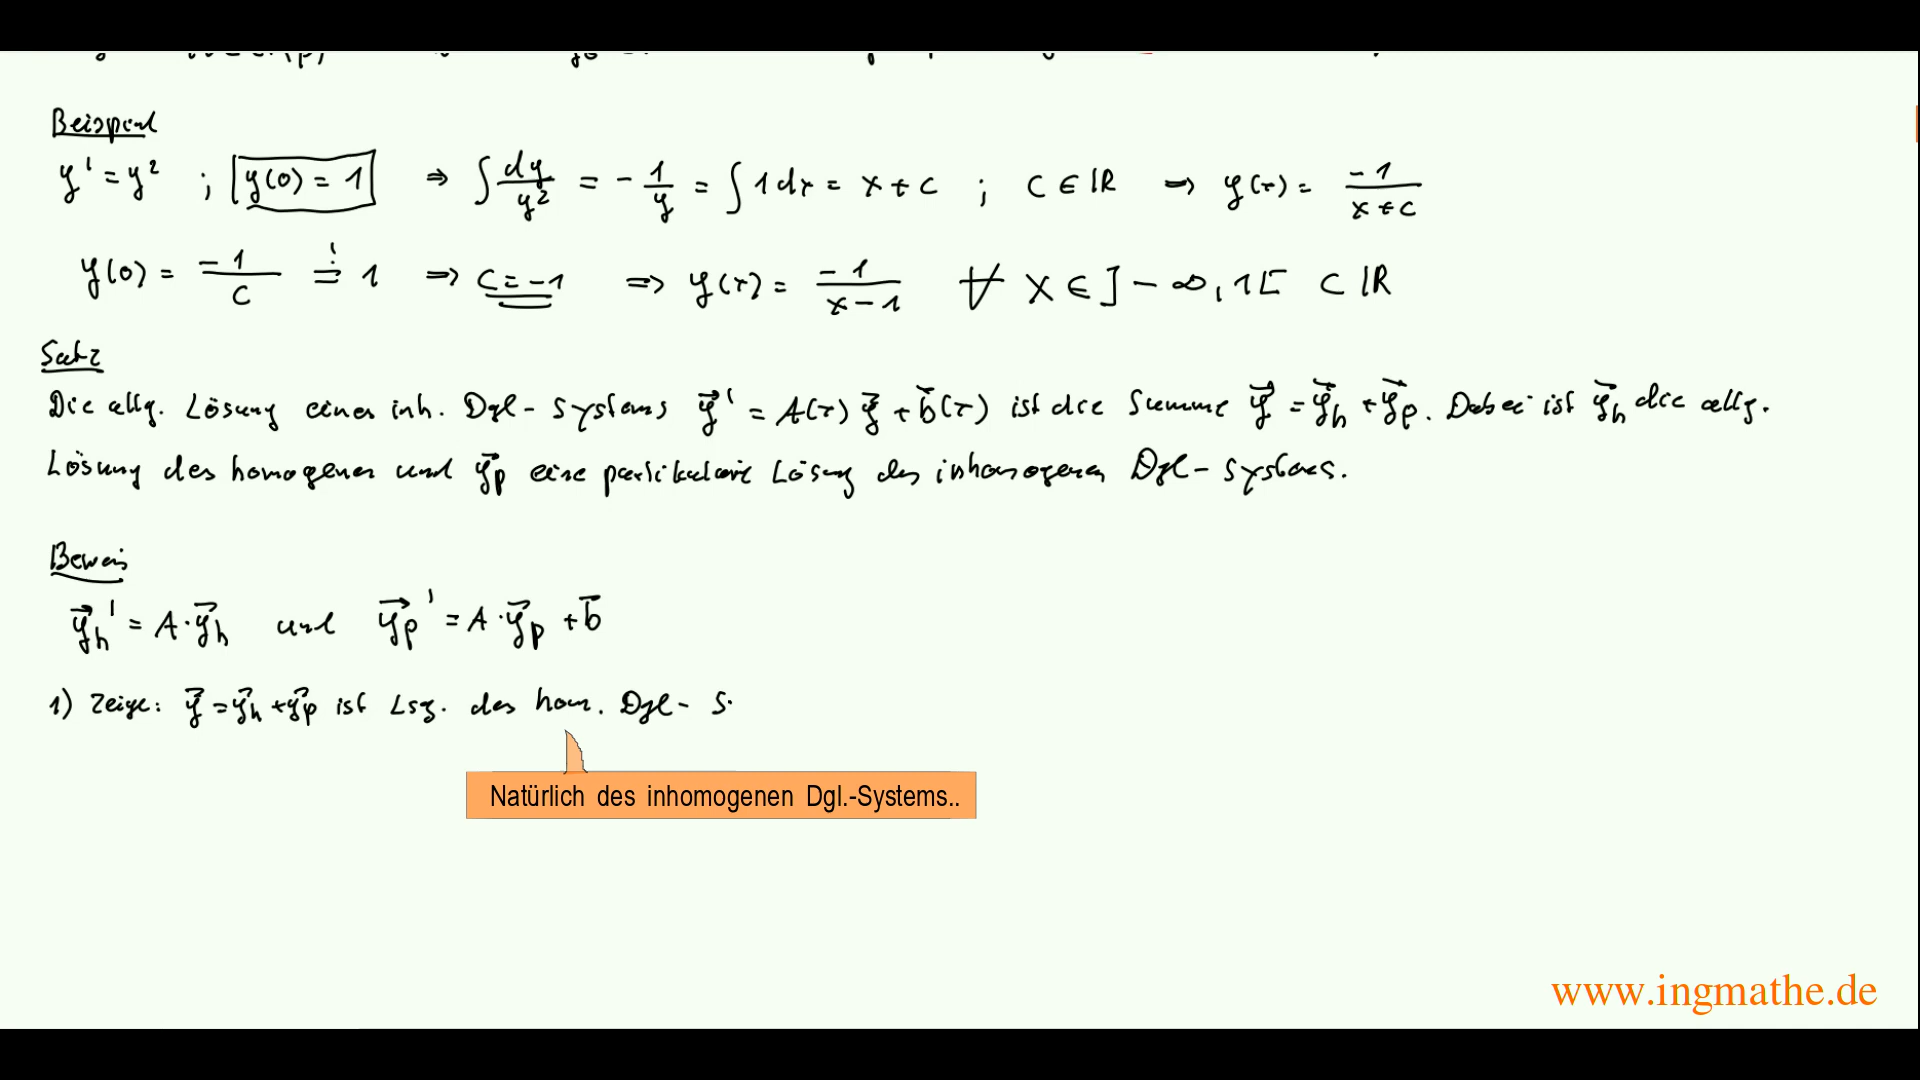 Beispiel
y' = y² ; y(0) = 1 ⇒ ∫ dy/y² = - 1/y = ∫ 1 dx = x + c ; c ∈ ℝ ⇒ y(x) = -1/(x + c)
y(0) = -1/c =! 1 ⇒ c = -1 ⇒ y(x) = -1/(x - 1) ∀ x ∈ ]-∞, 1[ ⊂ ℝ
Satz
Die allg. Lösung eines inh. Dgl-Systems y⃗' = A(x) y⃗ + b⃗(x) ist die Summe y⃗ = y⃗h + y⃗p. Dabei ist y⃗h die allg.
Lösung des homogenen und y⃗p eine partikuläre Lösung des inhomogenen Dgl-Systems.
Beweis
y⃗h' = A · y⃗h und y⃗p' = A · y⃗p + b⃗
1) Zeige: y⃗ = y⃗h + y⃗p ist Lsg. des hom. Dgl-S.
Natürlich des inhomogenen Dgl.-Systems..
www.ingmathe.de